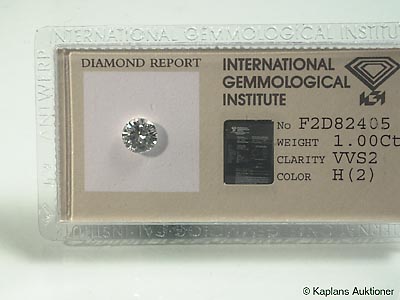 INTERNATIONAL GEMMOLOGICAL INSTITUTE
ANTWERP
DIAMOND REPORT
INTERNATIONAL
GEMMOLOGICAL
INSTITUTE
IGI
No F2D82405
WEIGHT 1.00Ct
CLARITY VVS2
COLOR H(2)
© Kaplans Auktioner